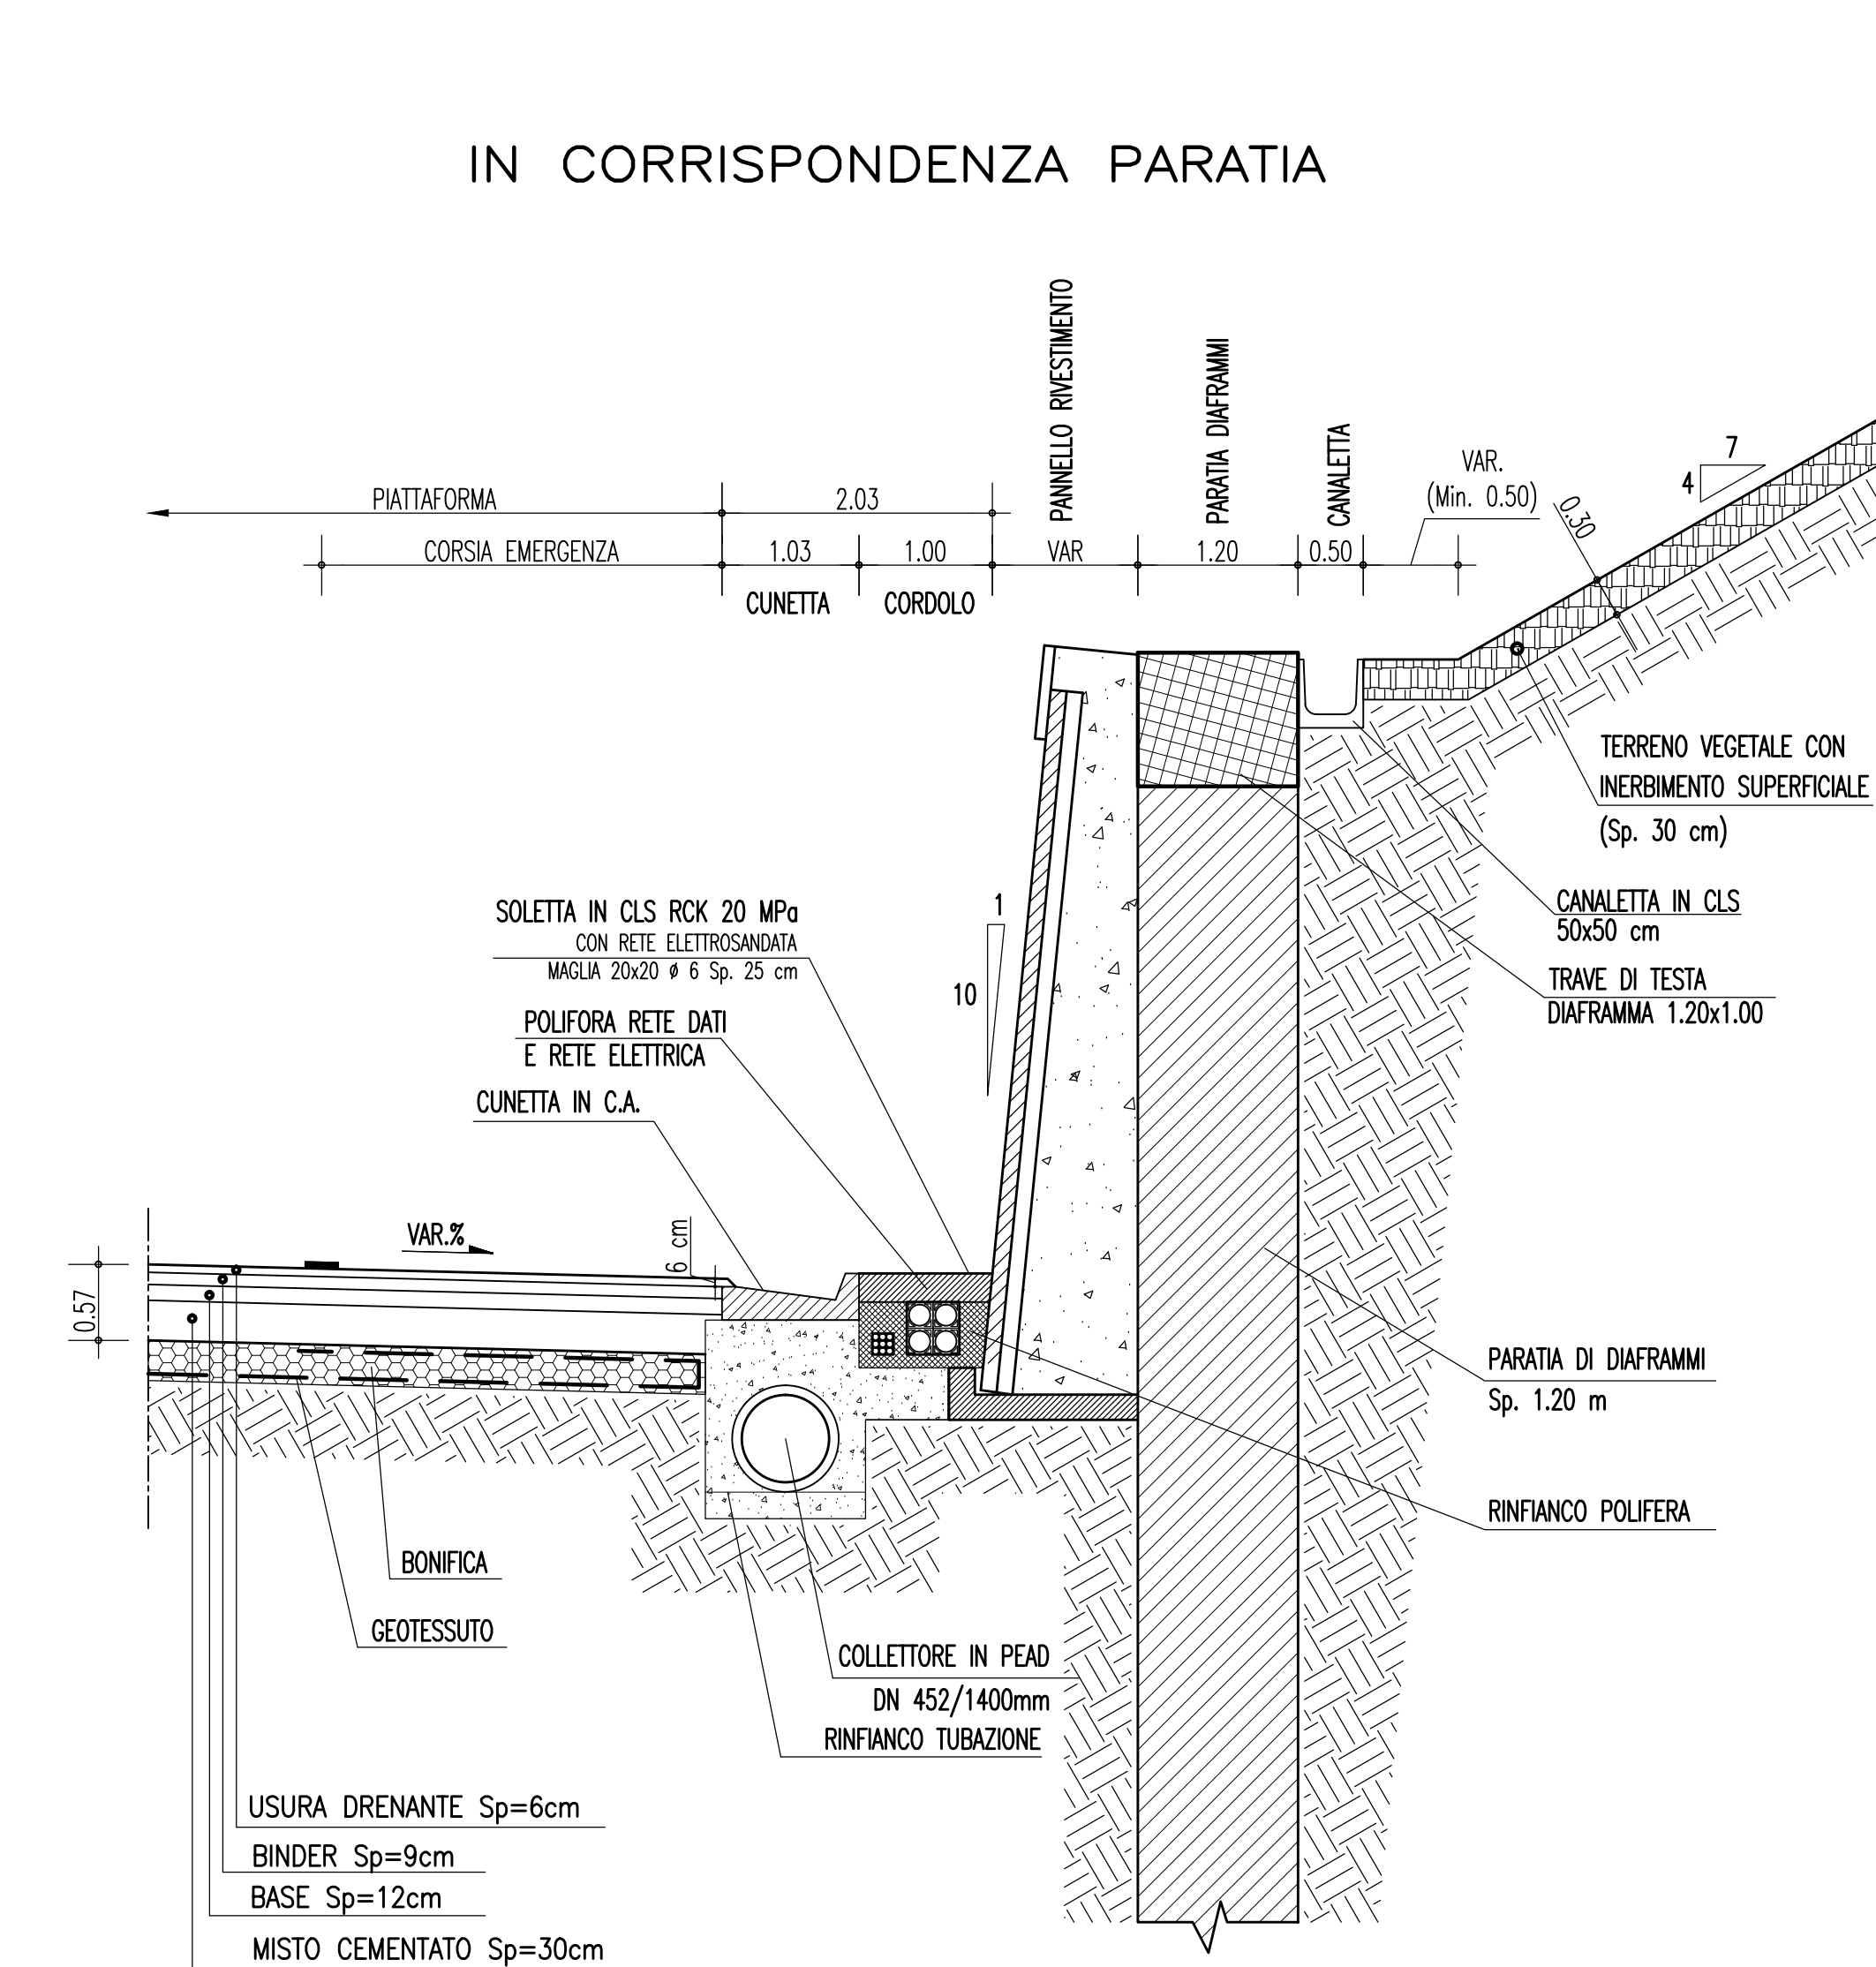 IN CORRISPONDENZA PARATIA
PANNELLO RIVESTIMENTO
PARATIA DIAFRAMMI
CANALETTA
PIATTAFORMA
2.03
CORSIA EMERGENZA
1.03
1.00
VAR
1.20
0.50
VAR.
(Min. 0.50)
CUNETTA
CORDOLO
7
4
0.30
TERRENO VEGETALE CON
INERBIMENTO SUPERFICIALE
(Sp. 30 cm)
CANALETTA IN CLS
50x50 cm
TRAVE DI TESTA
DIAFRAMMA 1.20x1.00
SOLETTA IN CLS RCK 20 MPa
CON RETE ELETTROSANDATA
MAGLIA 20x20 ø 6 Sp. 25 cm
1
10
POLIFORA RETE DATI
E RETE ELETTRICA
CUNETTA IN C.A.
VAR.%
6 cm
0.57
PARATIA DI DIAFRAMMI
Sp. 1.20 m
RINFIANCO POLIFERA
BONIFICA
GEOTESSUTO
COLLETTORE IN PEAD
DN 452/1400mm
RINFIANCO TUBAZIONE
USURA DRENANTE Sp=6cm
BINDER Sp=9cm
BASE Sp=12cm
MISTO CEMENTATO Sp=30cm